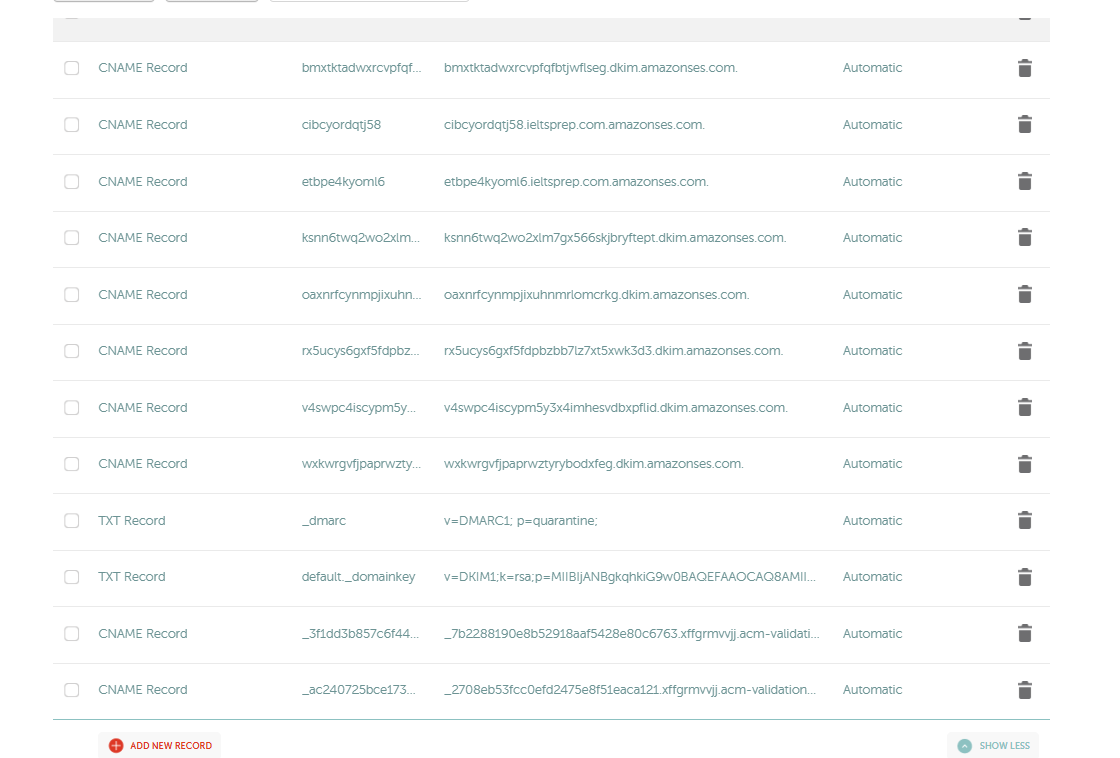 CNAME Record bmxtktadwxrcvpfqf... bmxtktadwxrcvpfqfbtjwflseg.dkim.amazonses.com. Automatic
CNAME Record cibcyordqtj58 cibcyordqtj58.ieltsprep.com.amazonses.com. Automatic
CNAME Record etbpe4kyoml6 etbpe4kyoml6.ieltsprep.com.amazonses.com. Automatic
CNAME Record ksnn6twq2wo2xlm... ksnn6twq2wo2xlm7gx566skjbryftept.dkim.amazonses.com. Automatic
CNAME Record oaxnrfcynmpjixuhn... oaxnrfcynmpjixuhnmrlomcrkg.dkim.amazonses.com. Automatic
CNAME Record rx5ucys6gxf5fdpbz... rx5ucys6gxf5fdpbzbb7lz7xt5xwk3d3.dkim.amazonses.com. Automatic
CNAME Record v4swpc4iscypm5y... v4swpc4iscypm5y3x4imhesvdbxpflid.dkim.amazonses.com. Automatic
CNAME Record wxkwrgvfjpaprwzty... wxkwrgvfjpaprwztyrybodxfeg.dkim.amazonses.com. Automatic
TXT Record _dmarc v=DMARC1; p=quarantine; Automatic
TXT Record default._domainkey v=DKIM1;k=rsa;p=MIIBIjANBgkqhkiG9w0BAQEFAAOCAQ8AMII... Automatic
CNAME Record _3f1dd3b857c6f44... _7b2288190e8b52918aaf5428e80c6763.xffgrmvvjj.acm-validati... Automatic
CNAME Record _ac240725bce173... _2708eb53fcc0efd2475e8f51eaca121.xffgrmvvjj.acm-validation... Automatic
ADD NEW RECORD SHOW LESS